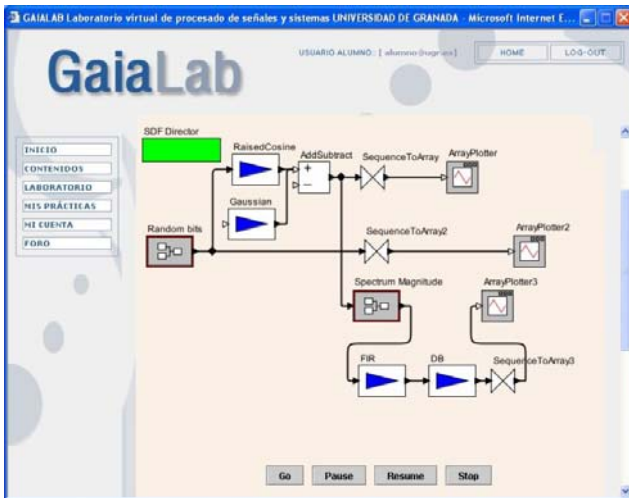 GAIALAB Laboratorio virtual de procesado de señales y sistemas UNIVERSIDAD DE GRANADA - Microsoft Internet E...
GaiaLab
USUARIO ALUMNO:: [ alumno@ugr.es ]
HOME
LOG-OUT
INICIO
CONTENIDOS
LABORATORIO
MIS PRÁCTICAS
MI CUENTA
FORO
SDF Director
RaisedCosine
AddSubtract
SequenceToArray
ArrayPlotter
Gaussian
Random bits
SequenceToArray2
ArrayPlotter2
Spectrum Magnitude
ArrayPlotter3
FIR
DB
SequenceToArray3
Go
Pause
Resume
Stop